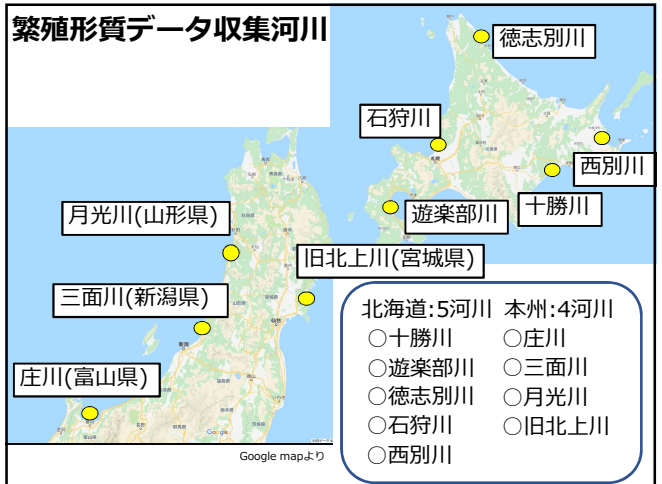 繁殖形質データ収集河川
徳志別川
石狩川
西別川
十勝川
遊楽部川
月光川(山形県)
旧北上川(宮城県)
三面川(新潟県)
庄川(富山県)
北海道:5河川 本州:4河川
○十勝川 ○庄川
○遊楽部川 ○三面川
○徳志別川 ○月光川
○石狩川 ○旧北上川
○西別川
Google
Google mapより